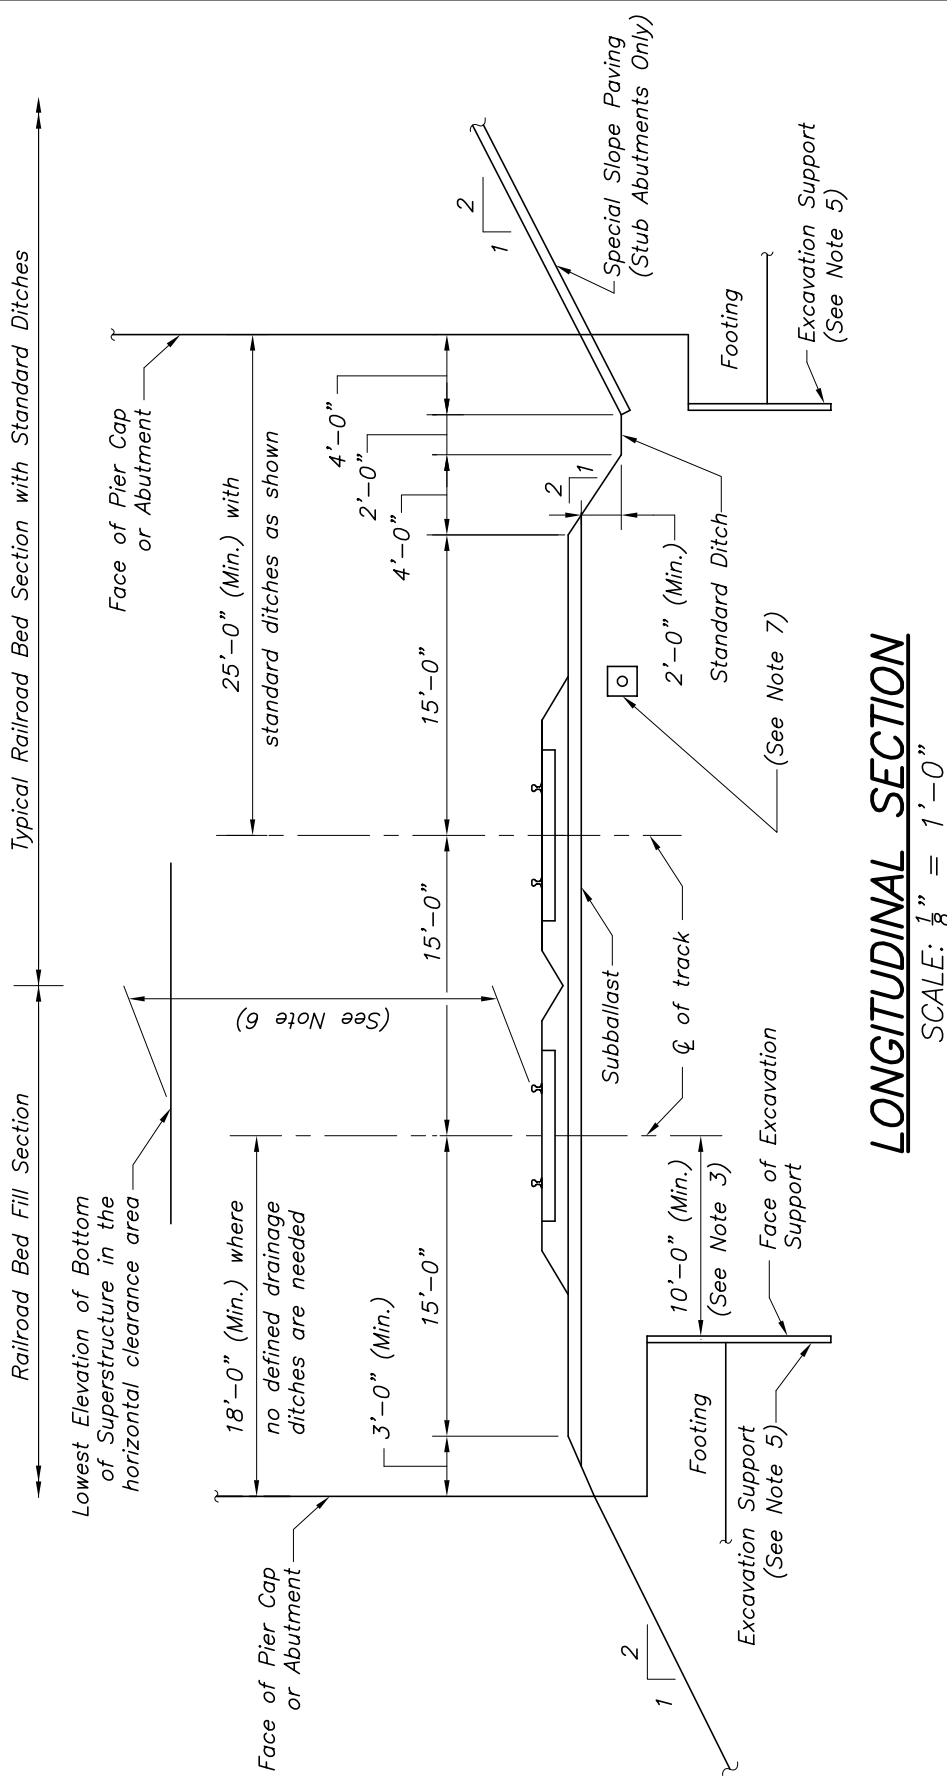 Railroad Bed Fill Section
Typical Railroad Bed Section with Standard Ditches
Lowest Elevation of Bottom
of Superstructure in the
horizontal clearance area
Face of Pier Cap
or Abutment
Face of Pier Cap
or Abutment
18'-0" (Min.) where
no defined drainage
ditches are needed
25'-0" (Min.) with
standard ditches as shown
(See Note 6)
3'-0" (Min.)
15'-0"
15'-0"
15'-0"
4'-0"
2'-0"
4'-0"
2
1
2
1
2
1
Special Slope Paving
(Stub Abutments Only)
Subballast
℄ of track
10'-0" (Min.)
(See Note 3)
2'-0" (Min.)
Standard Ditch
(See Note 7)
Footing
Footing
Face of Excavation
Support
Excavation Support
(See Note 5)
Excavation Support
(See Note 5)
LONGITUDINAL SECTION
SCALE: 1/8" = 1'-0"